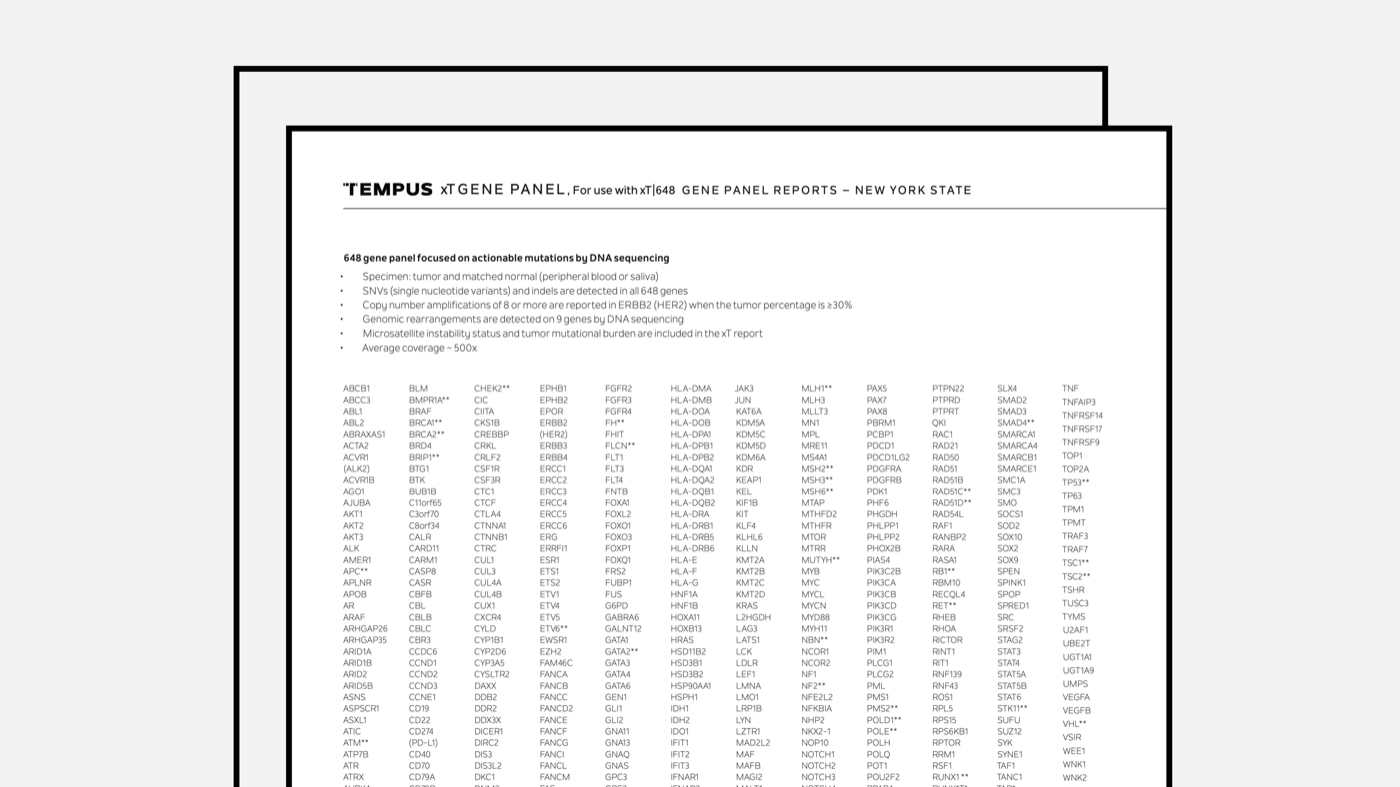 TEMPUS xT GENE PANEL, For use with xT|648 GENE PANEL REPORTS – NEW YORK STATE
648 gene panel focused on actionable mutations by DNA sequencing
• Specimen: tumor and matched normal (peripheral blood or saliva)
• SNVs (single nucleotide variants) and indels are detected in all 648 genes
• Copy number amplifications of 8 or more are reported in ERBB2 (HER2) when the tumor percentage is ≥30%
• Genomic rearrangements are detected on 9 genes by DNA sequencing
• Microsatellite instability status and tumor mutational burden are included in the xT report
• Average coverage ~ 500x
ABCB1
ABCC3
ABL1
ABL2
ABRAXAS1
ACTA2
ACVR1
(ALK2)
ACVR1B
AGO1
AJUBA
AKT1
AKT2
AKT3
ALK
AMER1
APC**
APLNR
APOB
AR
ARAF
ARHGAP26
ARHGAP35
ARID1A
ARID1B
ARID2
ARID5B
ASNS
ASPSCR1
ASXL1
ATIC
ATM**
ATP7B
ATR
ATRX
BLM
BMPR1A**
BRAF
BRCA1**
BRCA2**
BRD4
BRIP1**
BTG1
BTK
BUB1B
C11orf65
C3orf70
C8orf34
CALR
CARD11
CARM1
CASP8
CASR
CBFB
CBL
CBLB
CBLC
CBR3
CCDC6
CCND1
CCND2
CCND3
CCNE1
CD19
CD22
CD274
(PD-L1)
CD40
CD70
CD79A
CHEK2**
CIC
CIITA
CKS1B
CREBBP
CRKL
CRLF2
CSF1R
CSF3R
CTC1
CTCF
CTLA4
CTNNA1
CTNNB1
CTRC
CUL1
CUL3
CUL4A
CUL4B
CUX1
CXCR4
CYLD
CYP1B1
CYP2D6
CYP3A5
CYSLTR2
DAXX
DDB2
DDR2
DDX3X
DICER1
DIRC2
DIS3
DIS3L2
DKC1
EPHB1
EPHB2
EPOR
ERBB2
(HER2)
ERBB3
ERBB4
ERCC1
ERCC2
ERCC3
ERCC4
ERCC5
ERCC6
ERG
ERRFI1
ESR1
ETS1
ETS2
ETV1
ETV4
ETV5
ETV6**
EWSR1
EZH2
FAM46C
FANCA
FANCB
FANCC
FANCD2
FANCE
FANCF
FANCG
FANCI
FANCL
FANCM
FGFR2
FGFR3
FGFR4
FH**
FHIT
FLCN**
FLT1
FLT3
FLT4
FNTB
FOXA1
FOXL2
FOXO1
FOXO3
FOXP1
FOXQ1
FRS2
FUBP1
FUS
G6PD
GABRA6
GALNT12
GATA1
GATA2**
GATA3
GATA4
GATA6
GEN1
GLI1
GLI2
GNA11
GNA13
GNAQ
GNAS
GPC3
HLA-DMA
HLA-DMB
HLA-DOA
HLA-DOB
HLA-DPA1
HLA-DPB1
HLA-DPB2
HLA-DQA1
HLA-DQA2
HLA-DQB1
HLA-DQB2
HLA-DRA
HLA-DRB1
HLA-DRB5
HLA-DRB6
HLA-E
HLA-F
HLA-G
HNF1A
HNF1B
HOXA11
HOXB13
HRAS
HSD11B2
HSD3B1
HSD3B2
HSP90AA1
HSPH1
IDH1
IDH2
IDO1
IFIT1
IFIT2
IFIT3
IFNAR1
JAK3
JUN
KAT6A
KDM5A
KDM5C
KDM5D
KDM6A
KDR
KEAP1
KEL
KIF1B
KIT
KLF4
KLHL6
KLLN
KMT2A
KMT2B
KMT2C
KMT2D
KRAS
L2HGDH
LAG3
LATS1
LCK
LDLR
LEF1
LMNA
LMO1
LRP1B
LYN
LZTR1
MAD2L2
MAF
MAFB
MAGI2
MLH1**
MLH3
MLLT3
MN1
MPL
MRE11
MS4A1
MSH2**
MSH3**
MSH6**
MTAP
MTHFD2
MTHFR
MTOR
MTRR
MUTYH**
MYB
MYC
MYCL
MYCN
MYD88
MYH11
NBN**
NCOR1
NCOR2
NF1
NF2**
NFE2L2
NFKBIA
NHP2
NKX2-1
NOP10
NOTCH1
NOTCH2
NOTCH3
PAX5
PAX7
PAX8
PBRM1
PCBP1
PDCD1
PDCD1LG2
PDGFRA
PDGFRB
PDK1
PHF6
PHGDH
PHLPP1
PHLPP2
PHOX2B
PIAS4
PIK3C2B
PIK3CA
PIK3CB
PIK3CD
PIK3CG
PIK3R1
PIK3R2
PIM1
PLCG1
PLCG2
PML
PMS1
PMS2**
POLD1**
POLE**
POLH
POLQ
POT1
POU2F2
PTPN22
PTPRD
PTPRT
QKI
RAC1
RAD21
RAD50
RAD51
RAD51B
RAD51C**
RAD51D**
RAD54L
RAF1
RANBP2
RARA
RASA1
RB1**
RBM10
RECQL4
RET**
RHEB
RHOA
RICTOR
RINT1
RIT1
RNF139
RNF43
ROS1
RPL5
RPS15
RPS6KB1
RPTOR
RRM1
RSF1
RUNX1**
SLX4
SMAD2
SMAD3
SMAD4**
SMARCA1
SMARCA4
SMARCB1
SMARCE1
SMC1A
SMC3
SMO
SOCS1
SOD2
SOX10
SOX2
SOX9
SPEN
SPINK1
SPOP
SPRED1
SRC
SRSF2
STAG2
STAT3
STAT4
STAT5A
STAT5B
STAT6
STK11**
SUFU
SUZ12
SYK
SYNE1
TAF1
TANC1
TNF
TNFAIP3
TNFRSF14
TNFRSF17
TNFRSF9
TOP1
TOP2A
TP53**
TP63
TPM1
TPMT
TRAF3
TRAF7
TSC1**
TSC2**
TSHR
TUSC3
TYMS
U2AF1
UBE2T
UGT1A1
UGT1A9
UMPS
VEGFA
VEGFB
VHL**
VSIR
WEE1
WNK1
WNK2